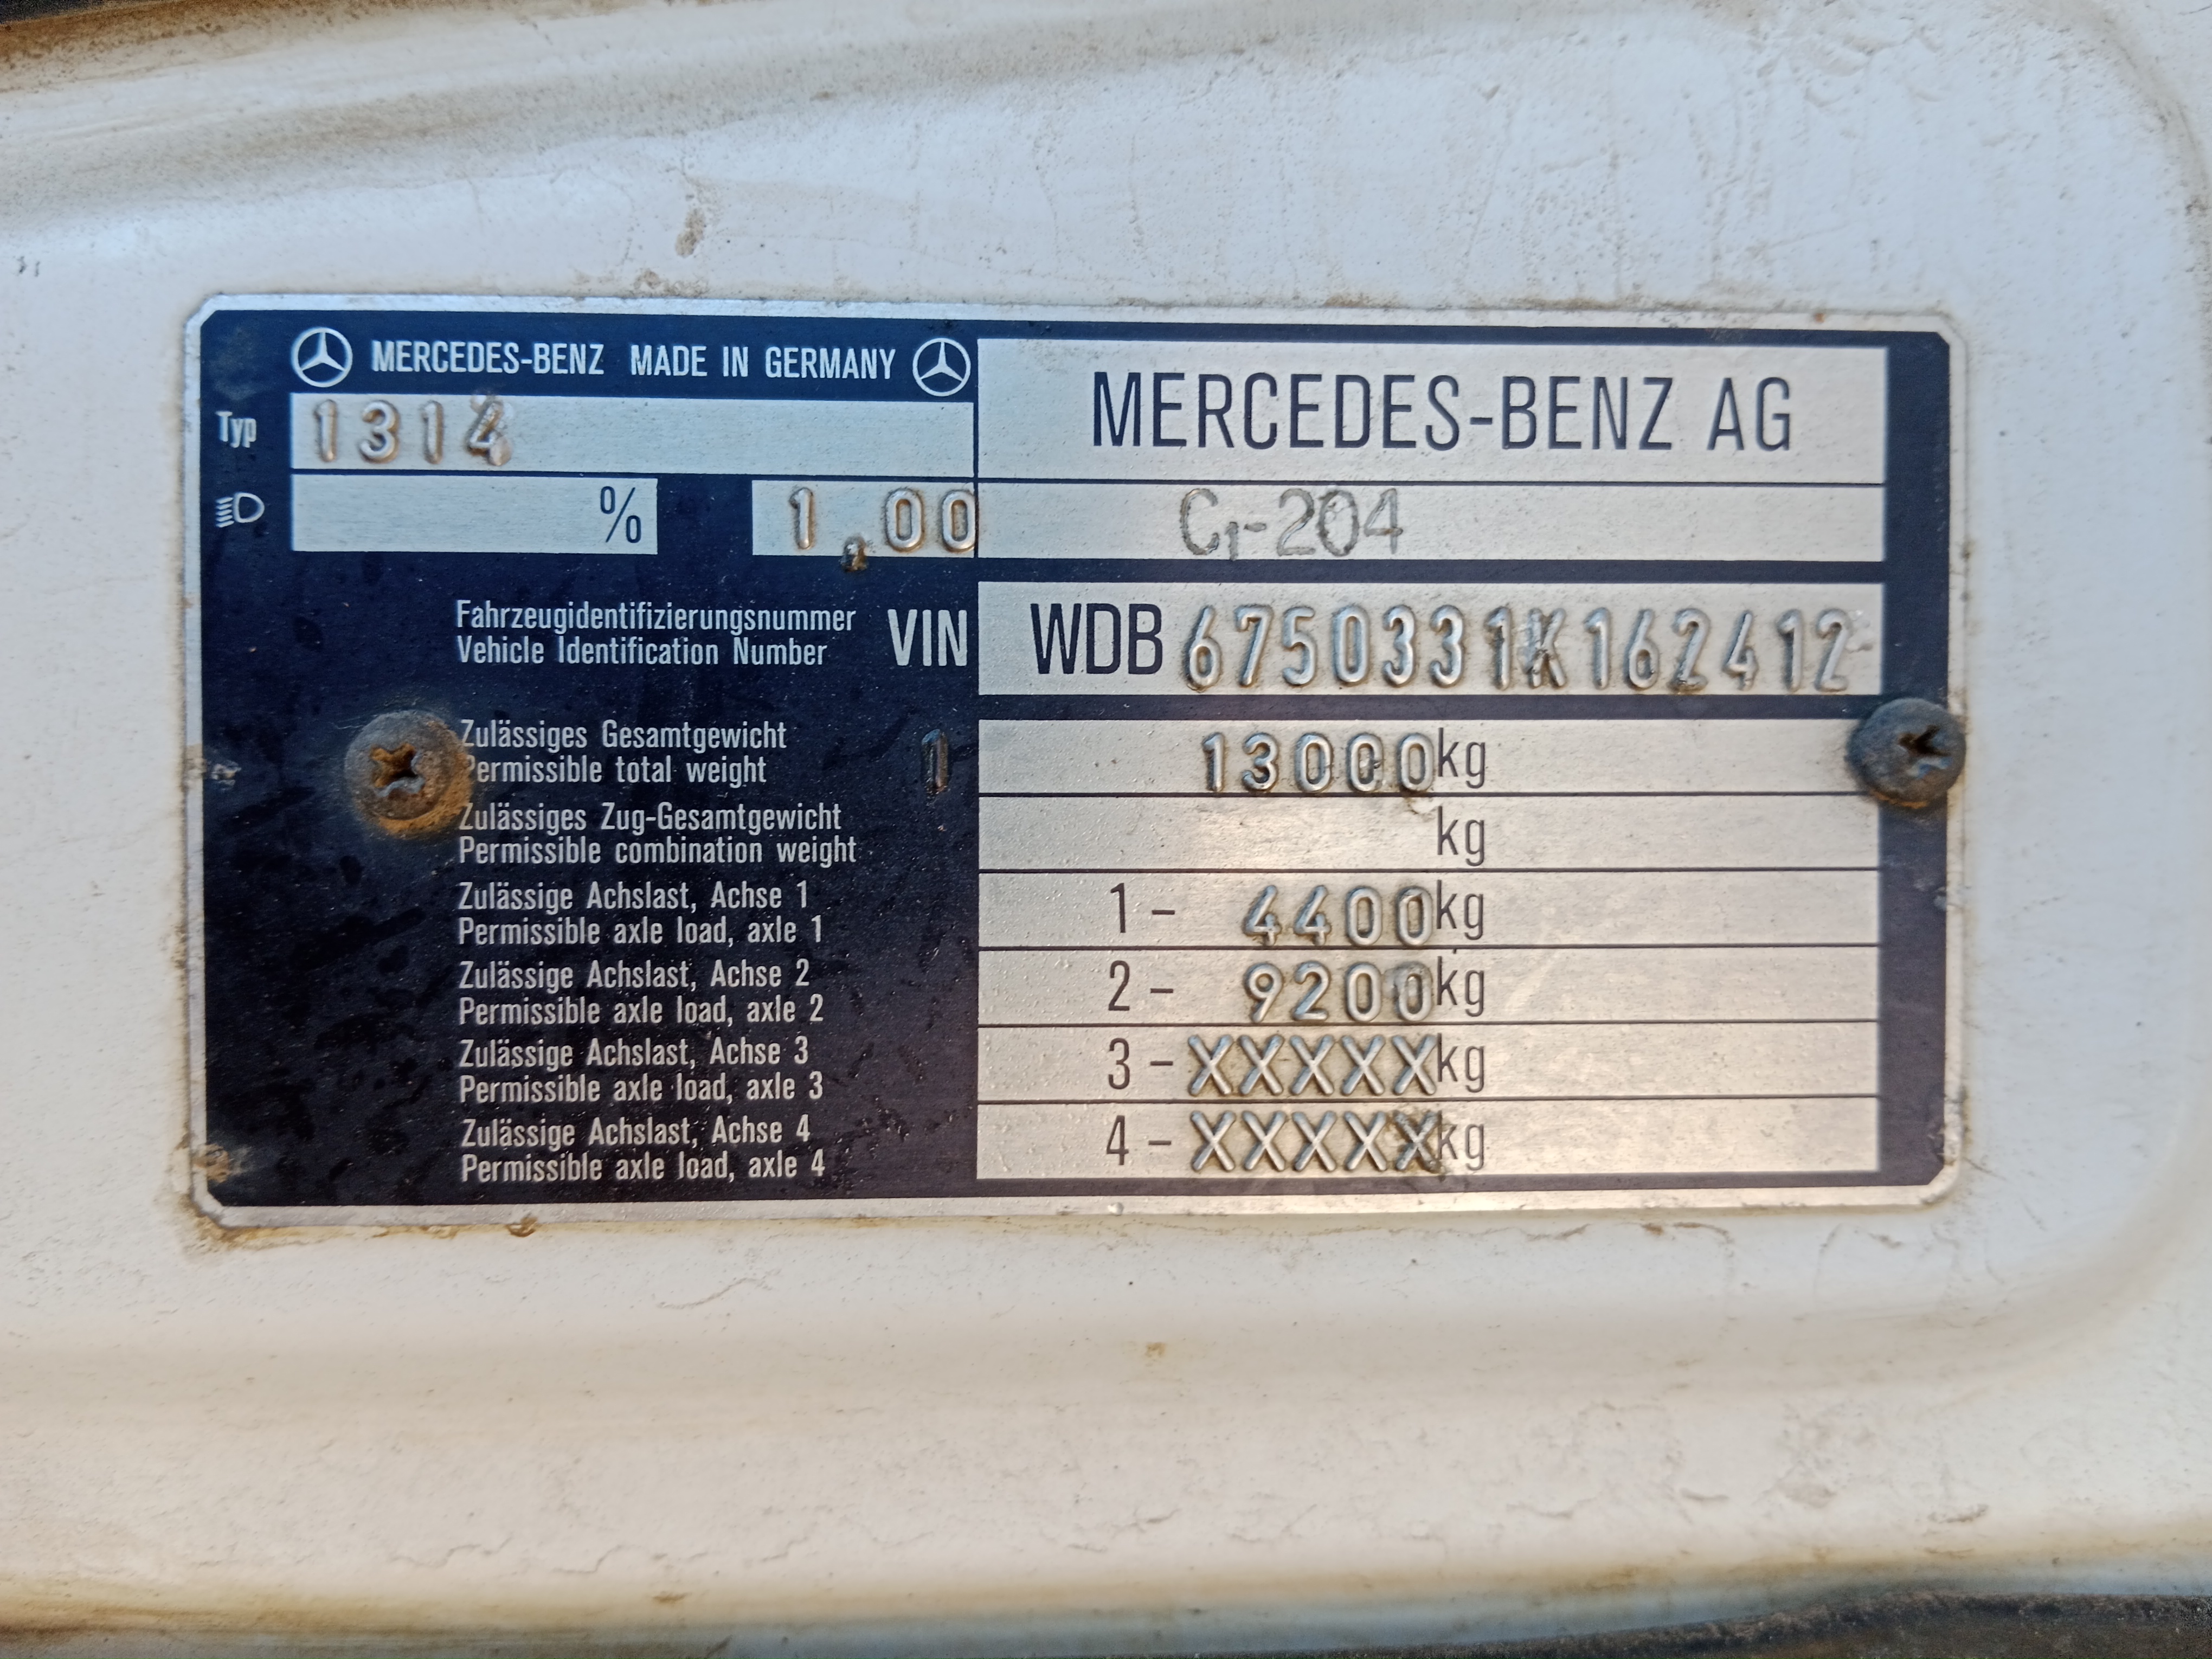 MERCEDES-BENZ MADE IN GERMANY
MERCEDES-BENZ AG
Typ 1314
% 1,00
C1-204
Fahrzeugidentifizierungsnummer
Vehicle Identification Number
VIN WDB6750331K162412
Zulässiges Gesamtgewicht
Permissible total weight
1 13000kg
Zulässiges Zug-Gesamtgewicht
Permissible combination weight
kg
Zulässige Achslast, Achse 1
Permissible axle load, axle 1
1 - 4400kg
Zulässige Achslast, Achse 2
Permissible axle load, axle 2
2 - 9200kg
Zulässige Achslast, Achse 3
Permissible axle load, axle 3
3 - XXXXXkg
Zulässige Achslast, Achse 4
Permissible axle load, axle 4
4 - XXXXXkg